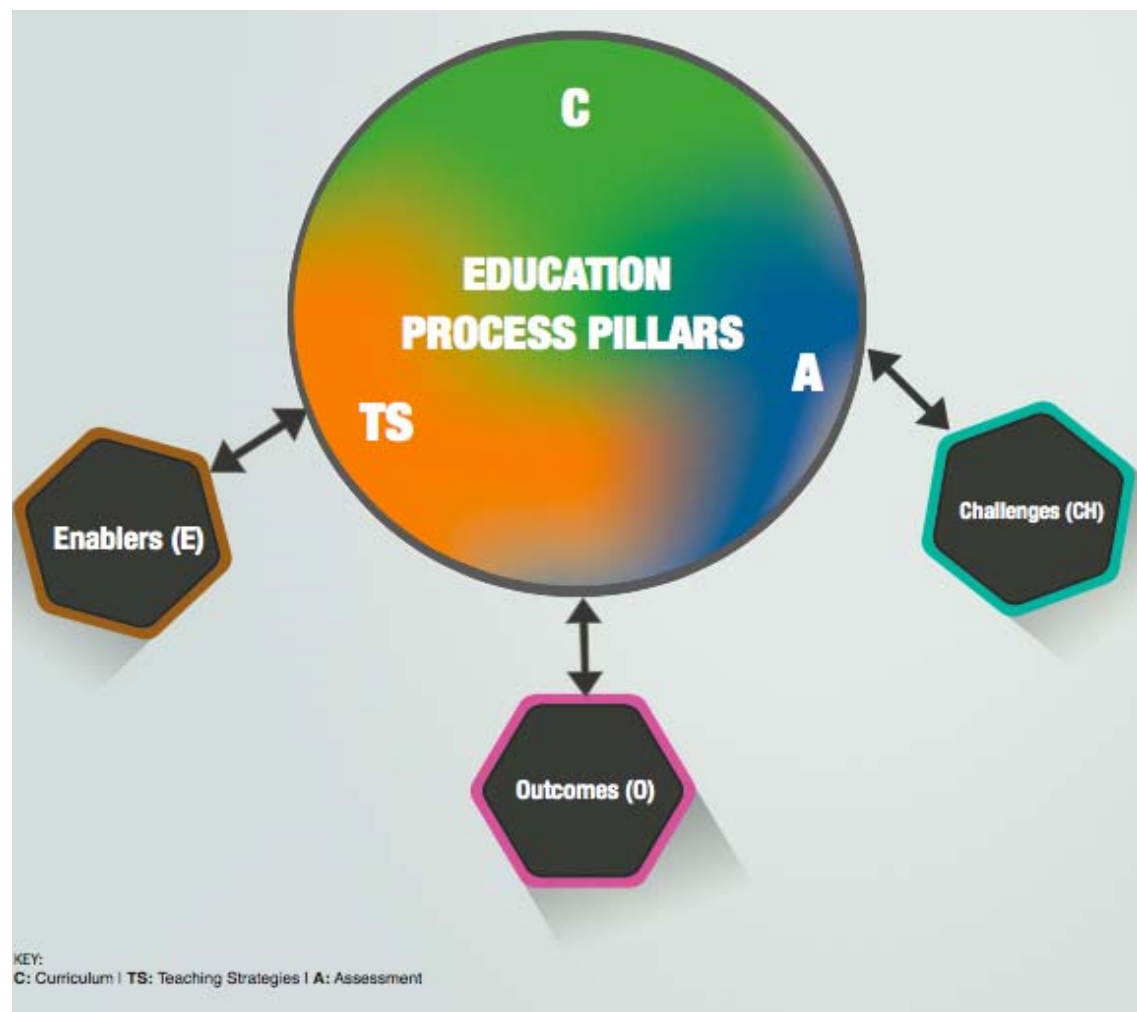 C
EDUCATION
PROCESS PILLARS
A
TS
Enablers (E)
Challenges (CH)
Outcomes (O)
KEY:
C: Curriculum | TS: Teaching Strategies | A: Assessment